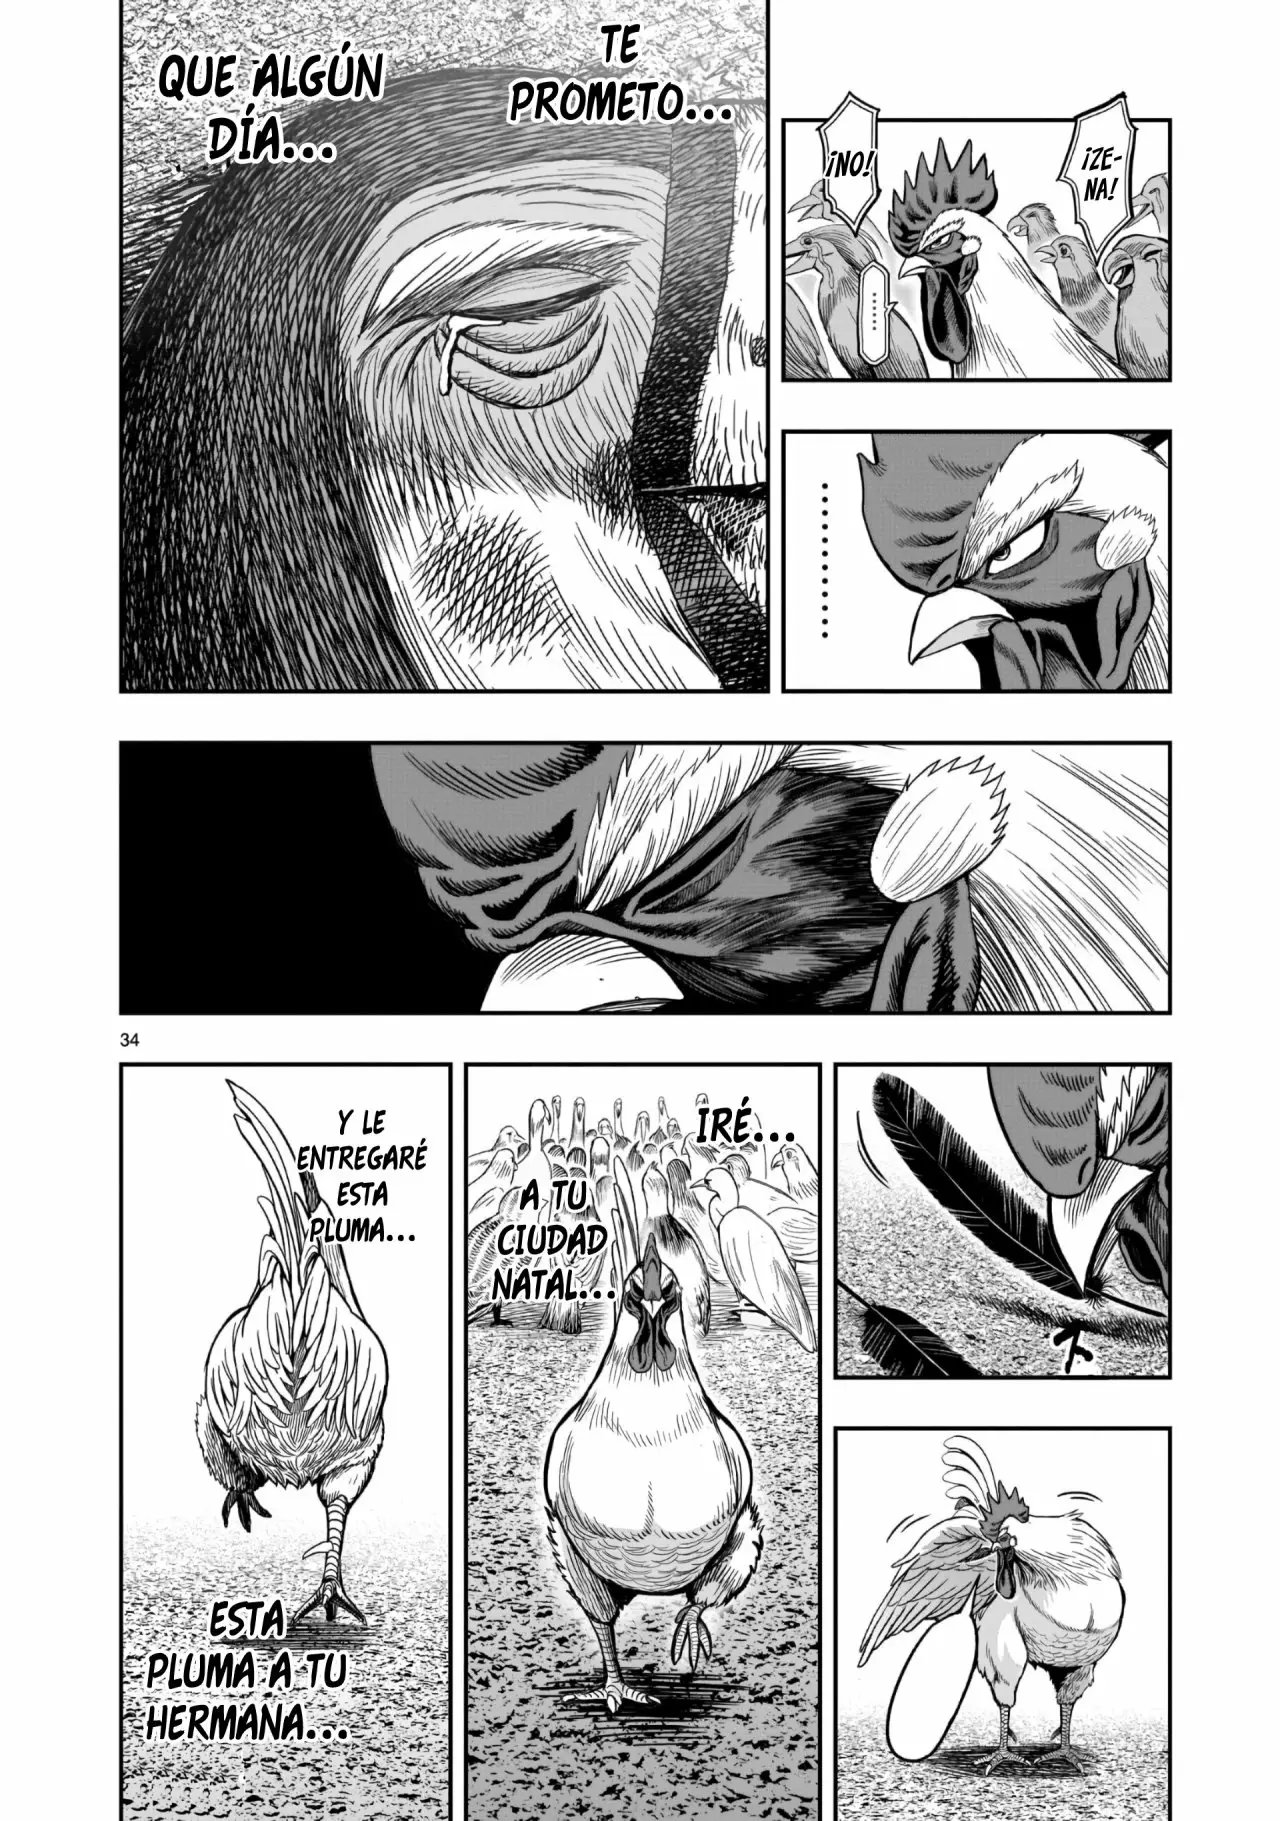 ¡ZE-
NA!
¡NO!
......
.........
TE
PROMETO...
QUE ALGÚN
DÍA...
34
IRÉ...
A TU
CIUDAD
NATAL...
Y LE
ENTREGARÉ
ESTA
PLUMA...
ESTA
PLUMA A TU
HERMANA...